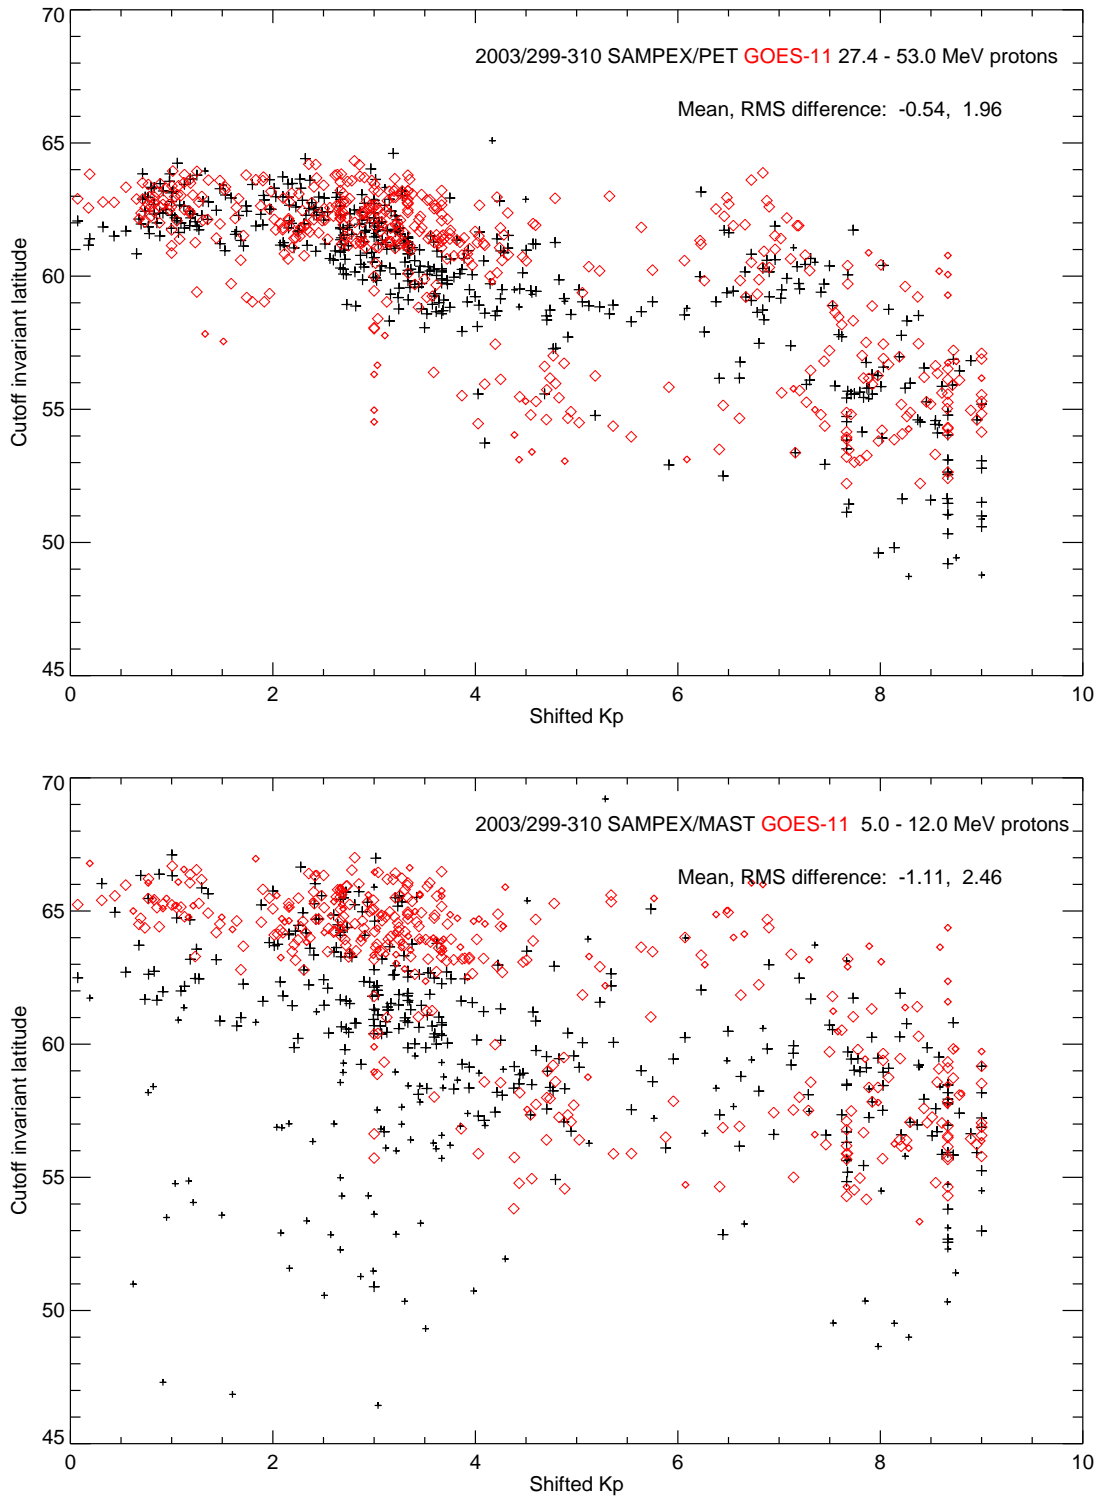 70
2003/299-310 SAMPEX/PET GOES-11 27.4 - 53.0 MeV protons
Mean, RMS difference: -0.54, 1.96
65
60
55
50
45
Cutoff invariant latitude
0 2 4 6 8 10
Shifted Kp
70
2003/299-310 SAMPEX/MAST GOES-11 5.0 - 12.0 MeV protons
Mean, RMS difference: -1.11, 2.46
65
60
55
50
45
Cutoff invariant latitude
0 2 4 6 8 10
Shifted Kp